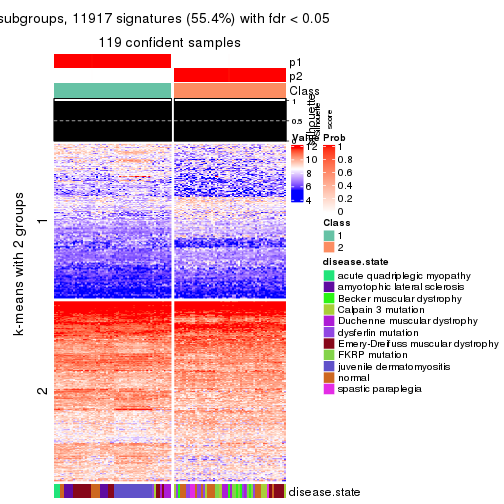 subgroups, 11917 signatures (55.4%) with fdr < 0.05
119 confident samples
p1
p2
Class
1
0.5
0
silhouette
score
Value
12
10
8
6
4
Prob
1
0.8
0.6
0.4
0.2
0
k-means with 2 groups
1
2
Class
1
2
disease.state
acute quadriplegic myopathy
amyotophic lateral sclerosis
Becker muscular dystrophy
Calpain 3 mutation
Duchenne muscular dystrophy
dysferlin mutation
Emery-Dreifuss muscular dystrophy
FKRP mutation
juvenile dermatomyositis
normal
spastic paraplegia
disease.state